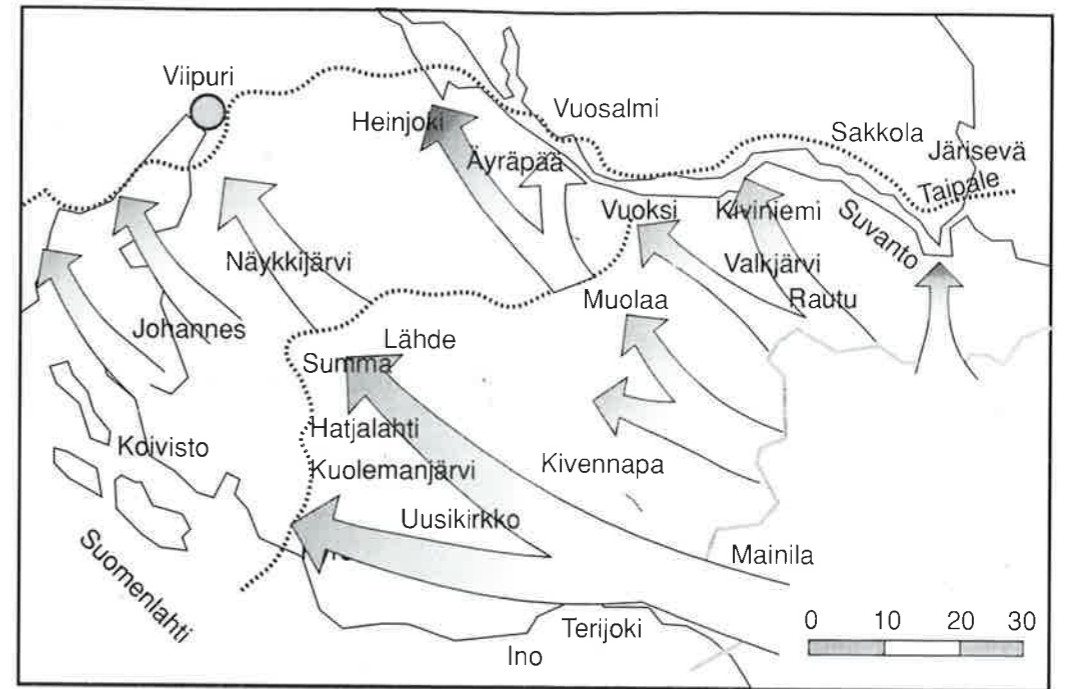 Viipuri
Vuosalmi
Heinjoki
Sakkola
Järisevä
Äyräpää
Taipale
Vuoksi
Kiviniemi
Suvanto
Näykkijärvi
Valkjärvi
Muolaa
Rautu
Johannes
Lähde
Summa
Hatjalahti
Koivisto
Kivennapa
Kuolemanjärvi
Uusikirkko
Mainila
Suomenlahti
Terijoki
Ino
0 10 20 30